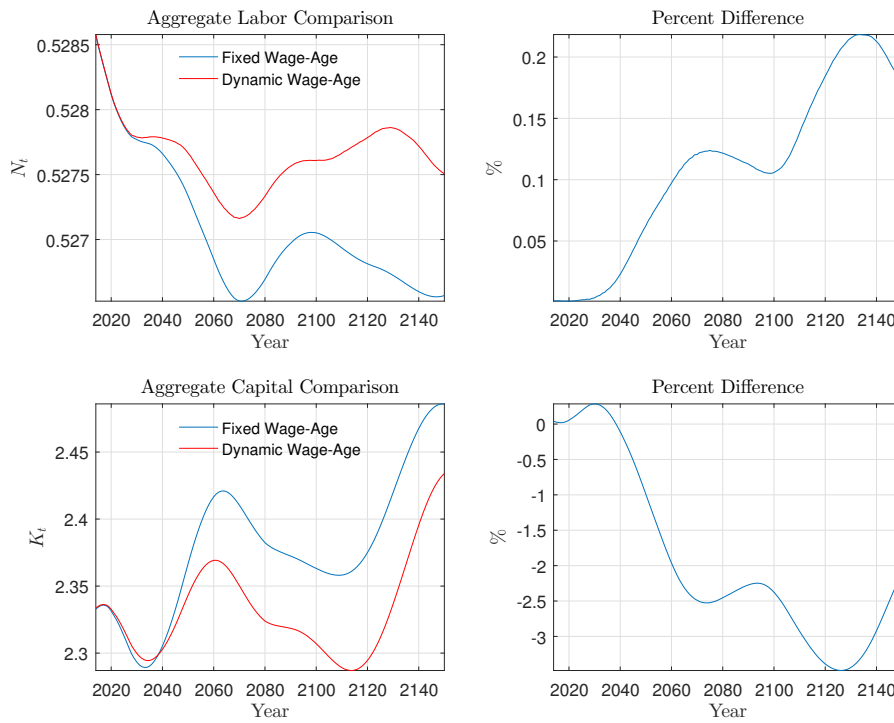 Aggregate Labor Comparison
0.5285
0.528
0.5275
0.527
N_t
Fixed Wage-Age
Dynamic Wage-Age
2020 2040 2060 2080 2100 2120 2140
Year
Percent Difference
0.2
0.15
0.1
0.05
%
2020 2040 2060 2080 2100 2120 2140
Year
Aggregate Capital Comparison
2.45
2.4
2.35
2.3
K_t
Fixed Wage-Age
Dynamic Wage-Age
2020 2040 2060 2080 2100 2120 2140
Year
Percent Difference
0
-0.5
-1
-1.5
-2
-2.5
-3
%
2020 2040 2060 2080 2100 2120 2140
Year